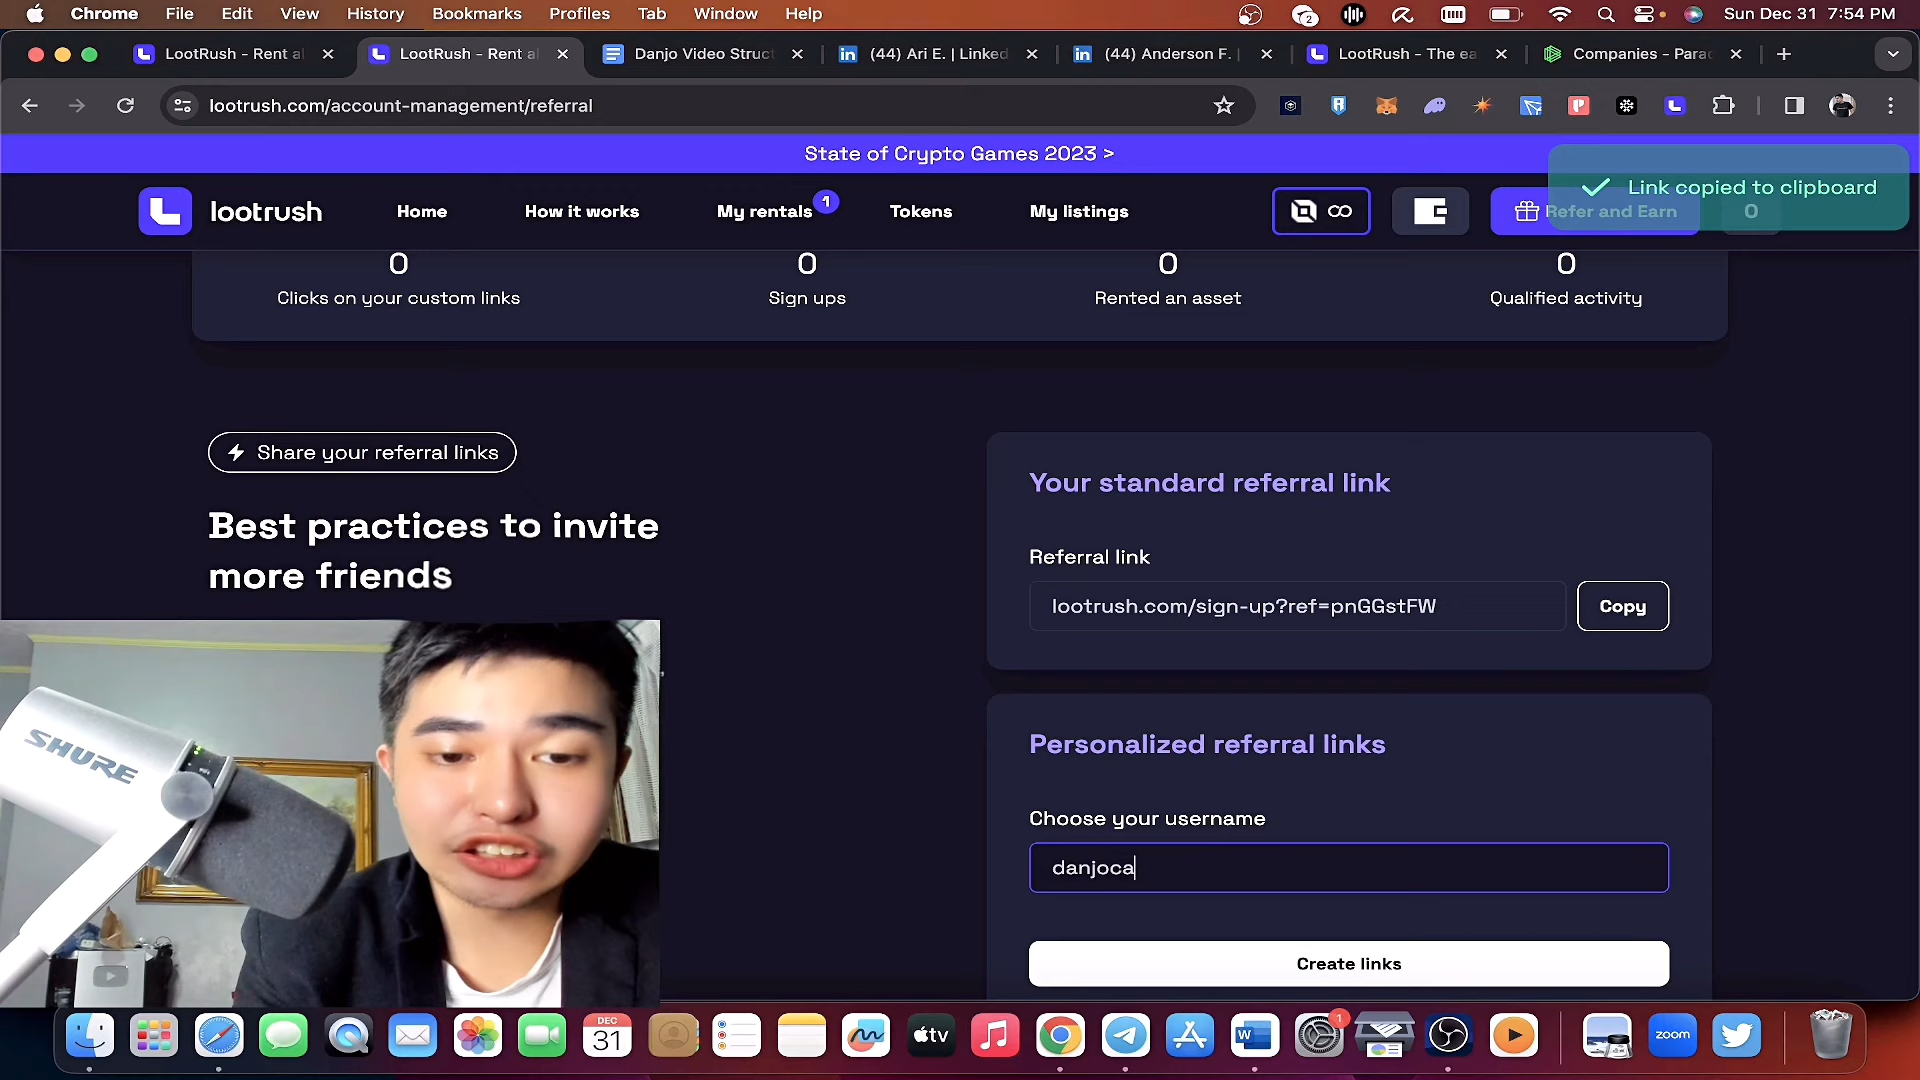 Chrome File Edit View History Bookmarks Profiles Tab Window Help 2 Sun Dec 31 7:54 PM
LootRush - Rent al LootRush - Rent al Danjo Video Struct (44) Ari E. | Linked (44) Anderson F. | LootRush - The ea Companies - Para
lootrush.com/account-management/referral
State of Crypto Games 2023 >
Link copied to clipboard
lootrush Home How it works My rentals 1 Tokens My listings Refer and Earn 0
0 0 0 0
Clicks on your custom links Sign ups Rented an asset Qualified activity
Share your referral links
Best practices to invite
more friends
Your standard referral link
Referral link
lootrush.com/sign-up?ref=pnGGstFW Copy
Personalized referral links
Choose your username
danjoca
Create links
SHURE
DEC
31
tv
W
1
zoom